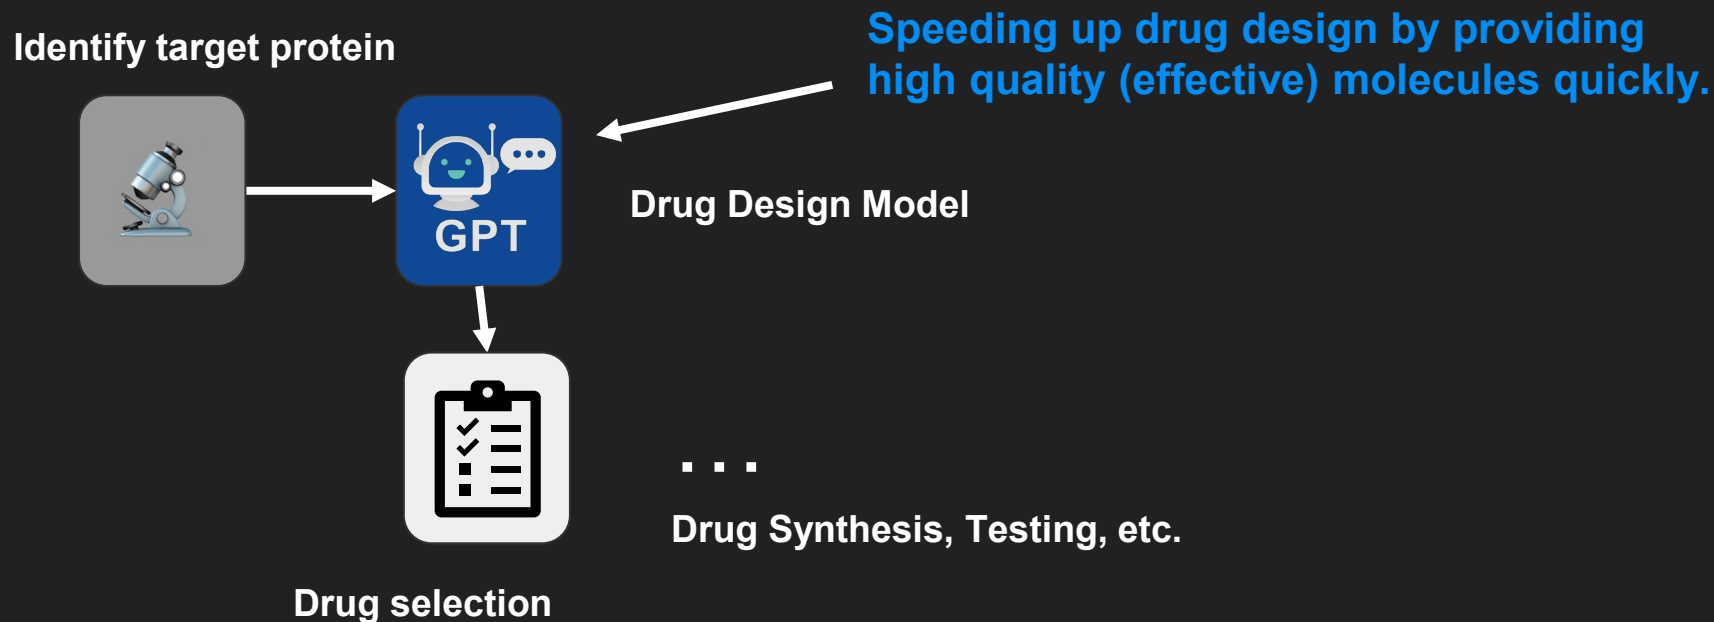 Identify target protein
Speeding up drug design by providing
high quality (effective) molecules quickly.
GPT
Drug Design Model
...
Drug Synthesis, Testing, etc.
Drug selection